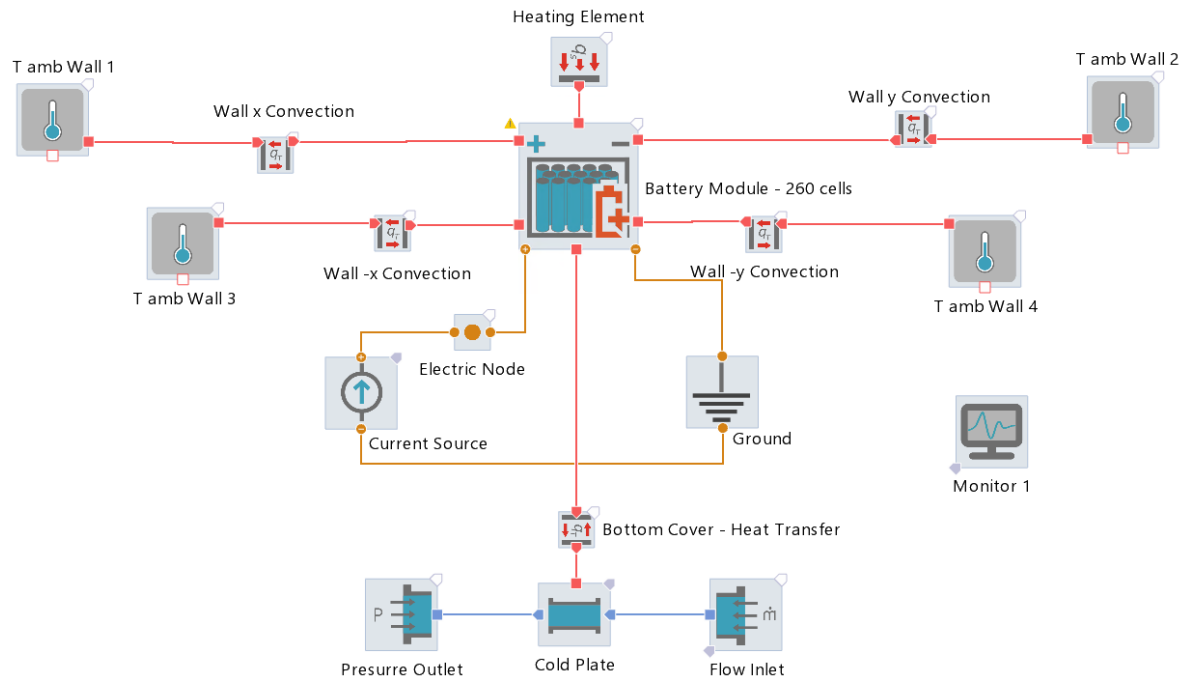 Heating Element
T amb Wall 1
T amb Wall 2
Wall x Convection
Wall y Convection
Battery Module - 260 cells
Wall -x Convection
Wall -y Convection
T amb Wall 3
T amb Wall 4
Electric Node
Current Source
Ground
Monitor 1
Bottom Cover - Heat Transfer
P
ṁ
Presurre Outlet
Cold Plate
Flow Inlet